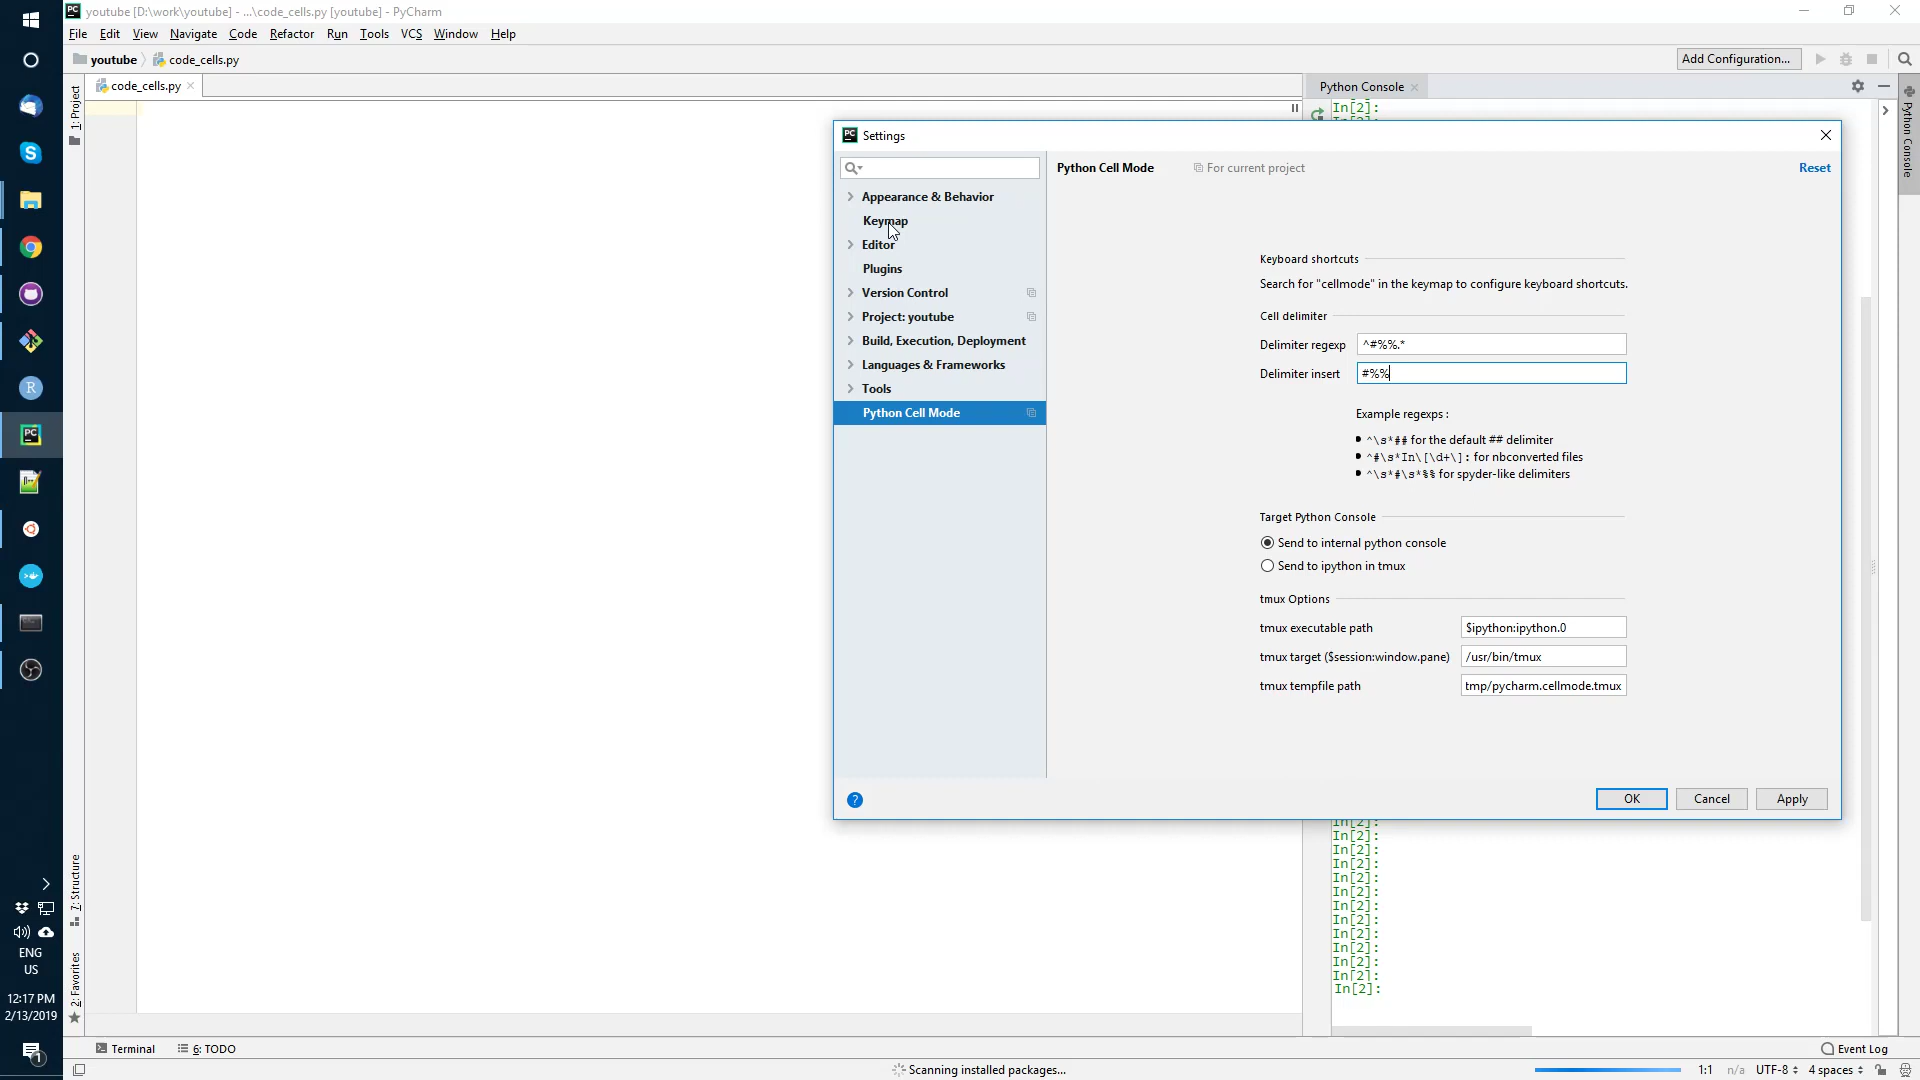 youtube [D:\work\youtube] - ...\code_cells.py [youtube] - PyCharm
File Edit View Navigate Code Refactor Run Tools VCS Window Help
youtube code_cells.py Add Configuration...
1: Project
code_cells.py
Python Console
Python Console
In[2]:
Settings
Python Cell Mode For current project Reset
Appearance & Behavior
Keymap
Editor
Plugins
Version Control
Project: youtube
Build, Execution, Deployment
Languages & Frameworks
Tools
Python Cell Mode
Keyboard shortcuts
Search for "cellmode" in the keymap to configure keyboard shortcuts.
Cell delimiter
Delimiter regexp ^#%%.*
Delimiter insert #%%
Example regexps :
^\s*## for the default ## delimiter
^#\s*In\[\d+\]: for nbconverted files
^\s*#\s*%% for spyder-like delimiters
Target Python Console
Send to internal python console
Send to ipython in tmux
tmux Options
tmux executable path $ipython:ipython.0
tmux target ($session:window.pane) /usr/bin/tmux
tmux tempfile path tmp/pycharm.cellmode.tmux
? OK Cancel Apply
In[2]:
In[2]:
In[2]:
In[2]:
In[2]:
In[2]:
In[2]:
In[2]:
In[2]:
In[2]:
In[2]:
In[2]:
In[2]:
7: Structure
2: Favorites
ENG
US
12:17 PM
2/13/2019
1
Terminal 6: TODO Event Log
Scanning installed packages... 1:1 n/a UTF-8 4 spaces